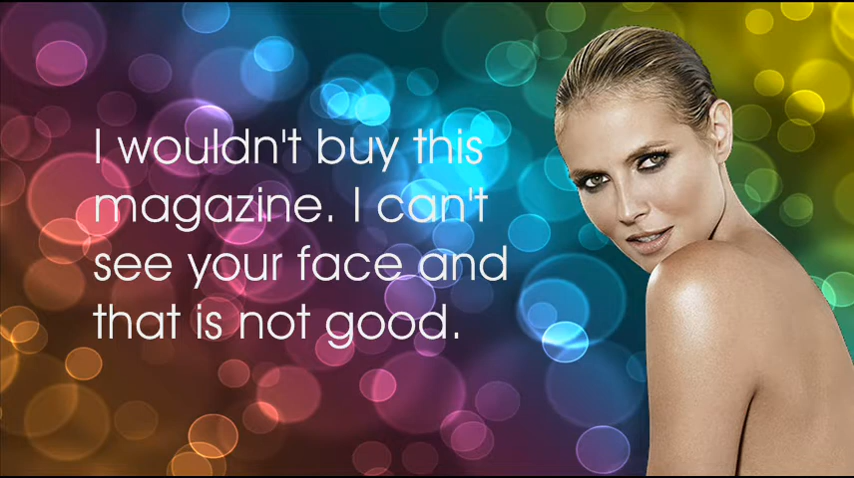 I wouldn't buy this
magazine. I can't
see your face and
that is not good.